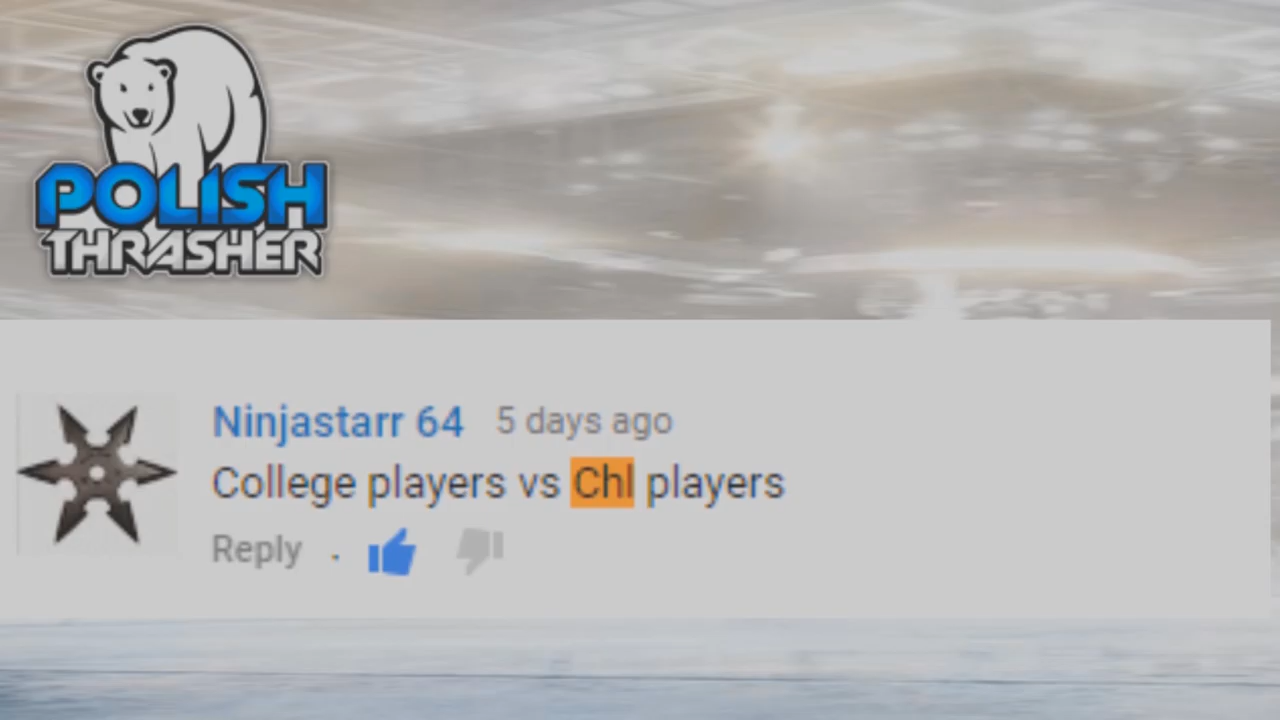 POLISH
THRASHER
Ninjastarr 64 5 days ago
College players vs Chl players
Reply .